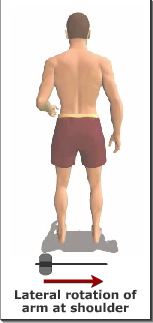 Lateral rotation of
arm at shoulder